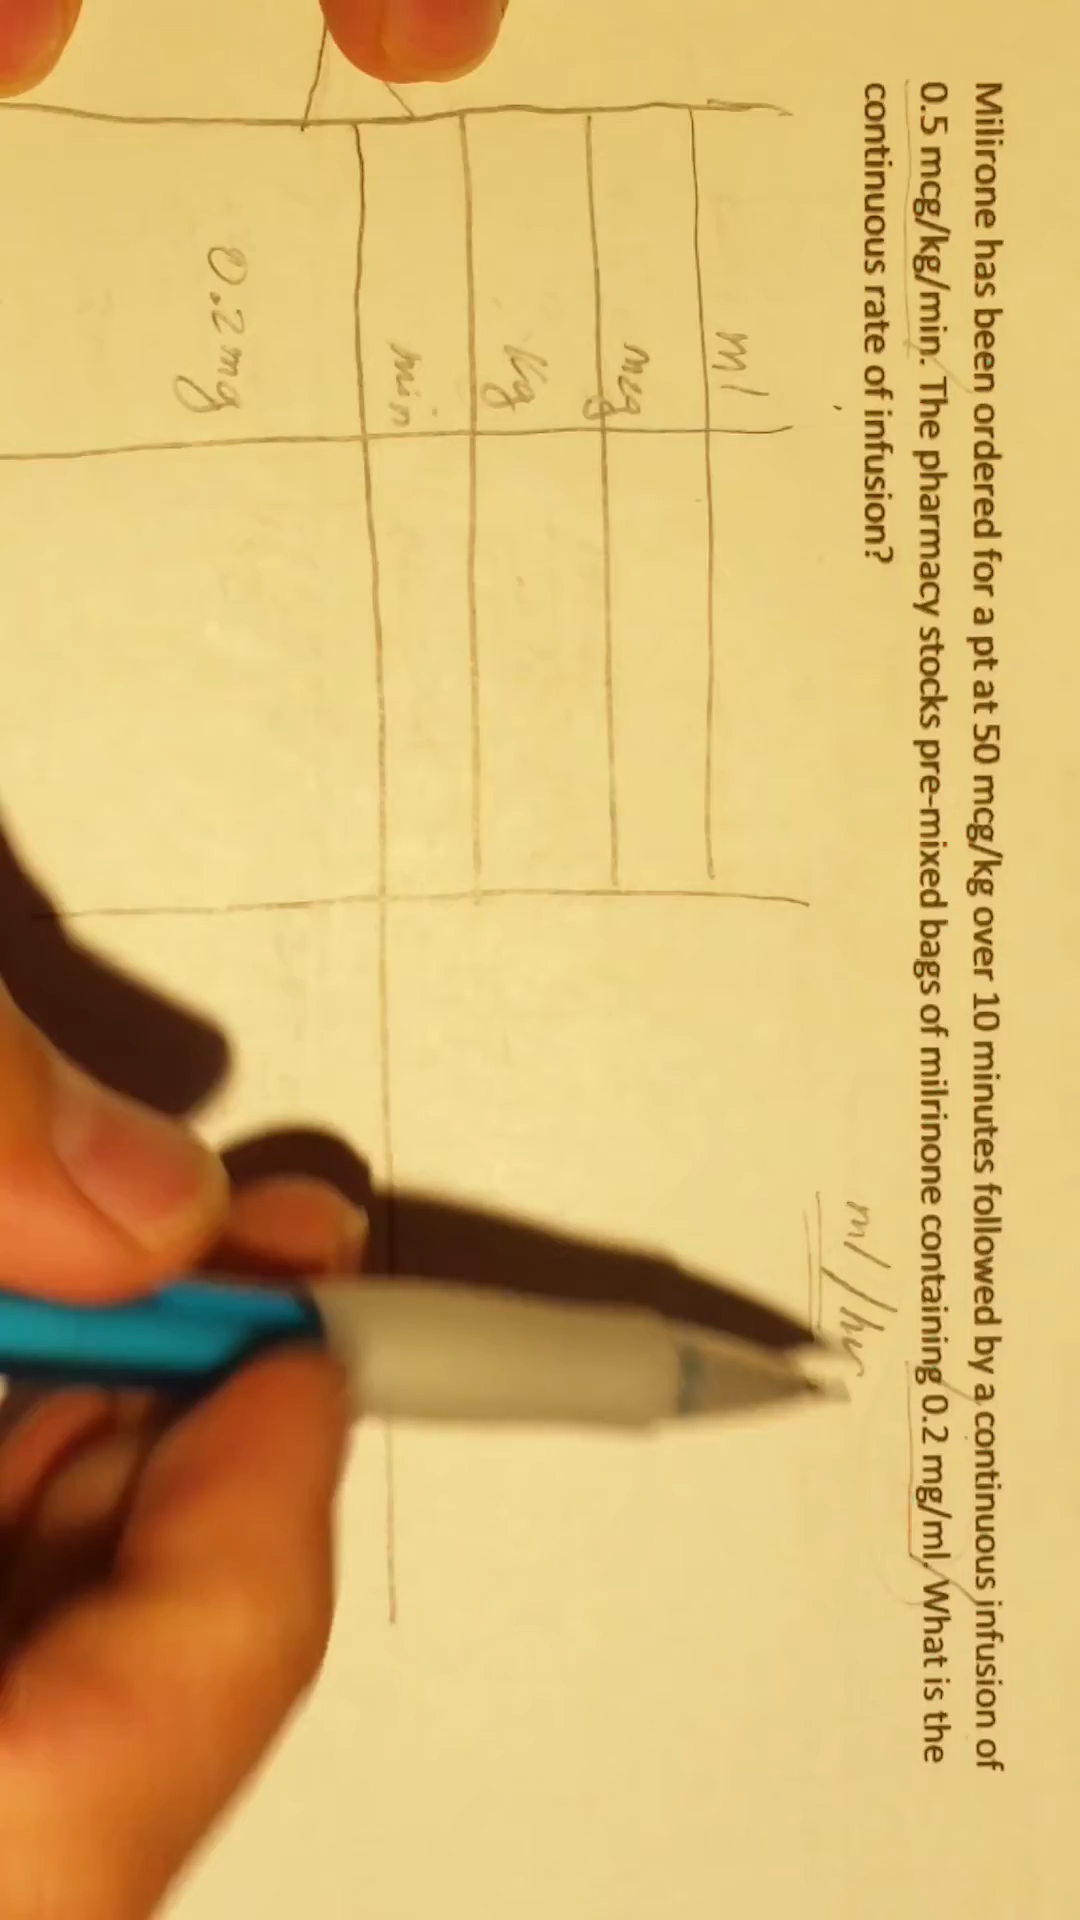 Milirone has been ordered for a pt at 50 mcg/kg over 10 minutes followed by a continuous infusion of
0.5 mcg/kg/min. The pharmacy stocks pre-mixed bags of milrinone containing 0.2 mg/ml. What is the
continuous rate of infusion?
ml/hr
ml
mcg
kg
min
0.2 mg